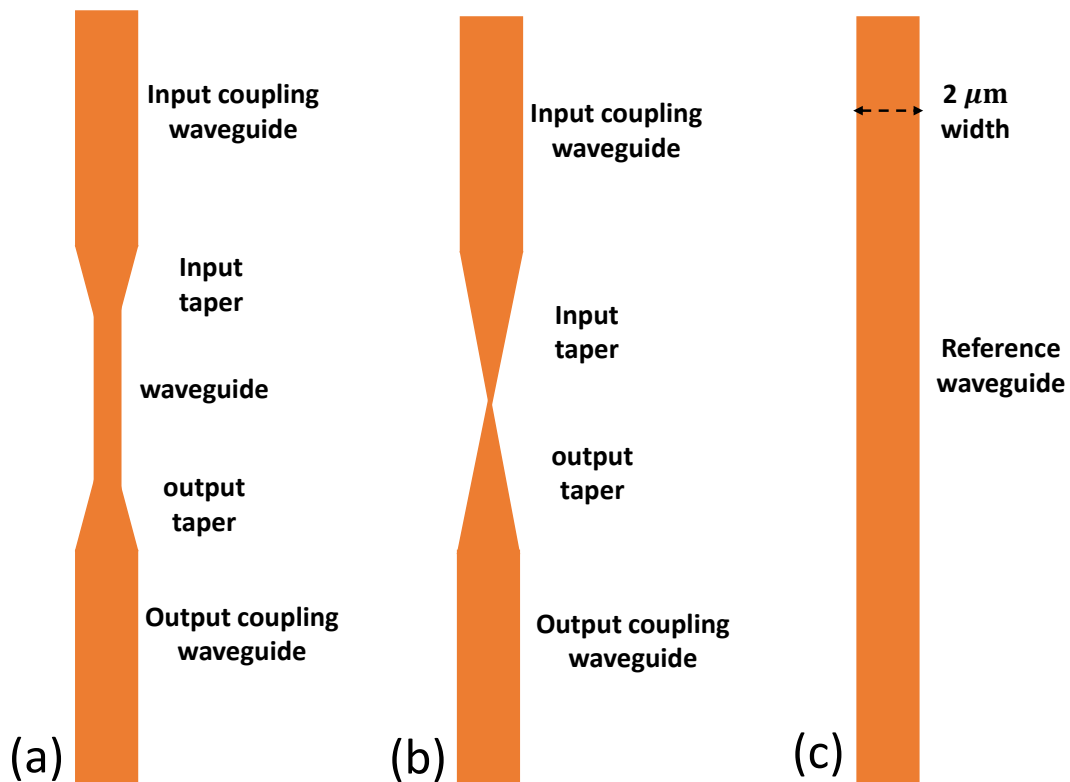 Input coupling
waveguide
Input
taper
waveguide
output
taper
Output coupling
waveguide
(a)
Input coupling
waveguide
Input
taper
output
taper
Output coupling
waveguide
(b)
2 μm
width
Reference
waveguide
(c)